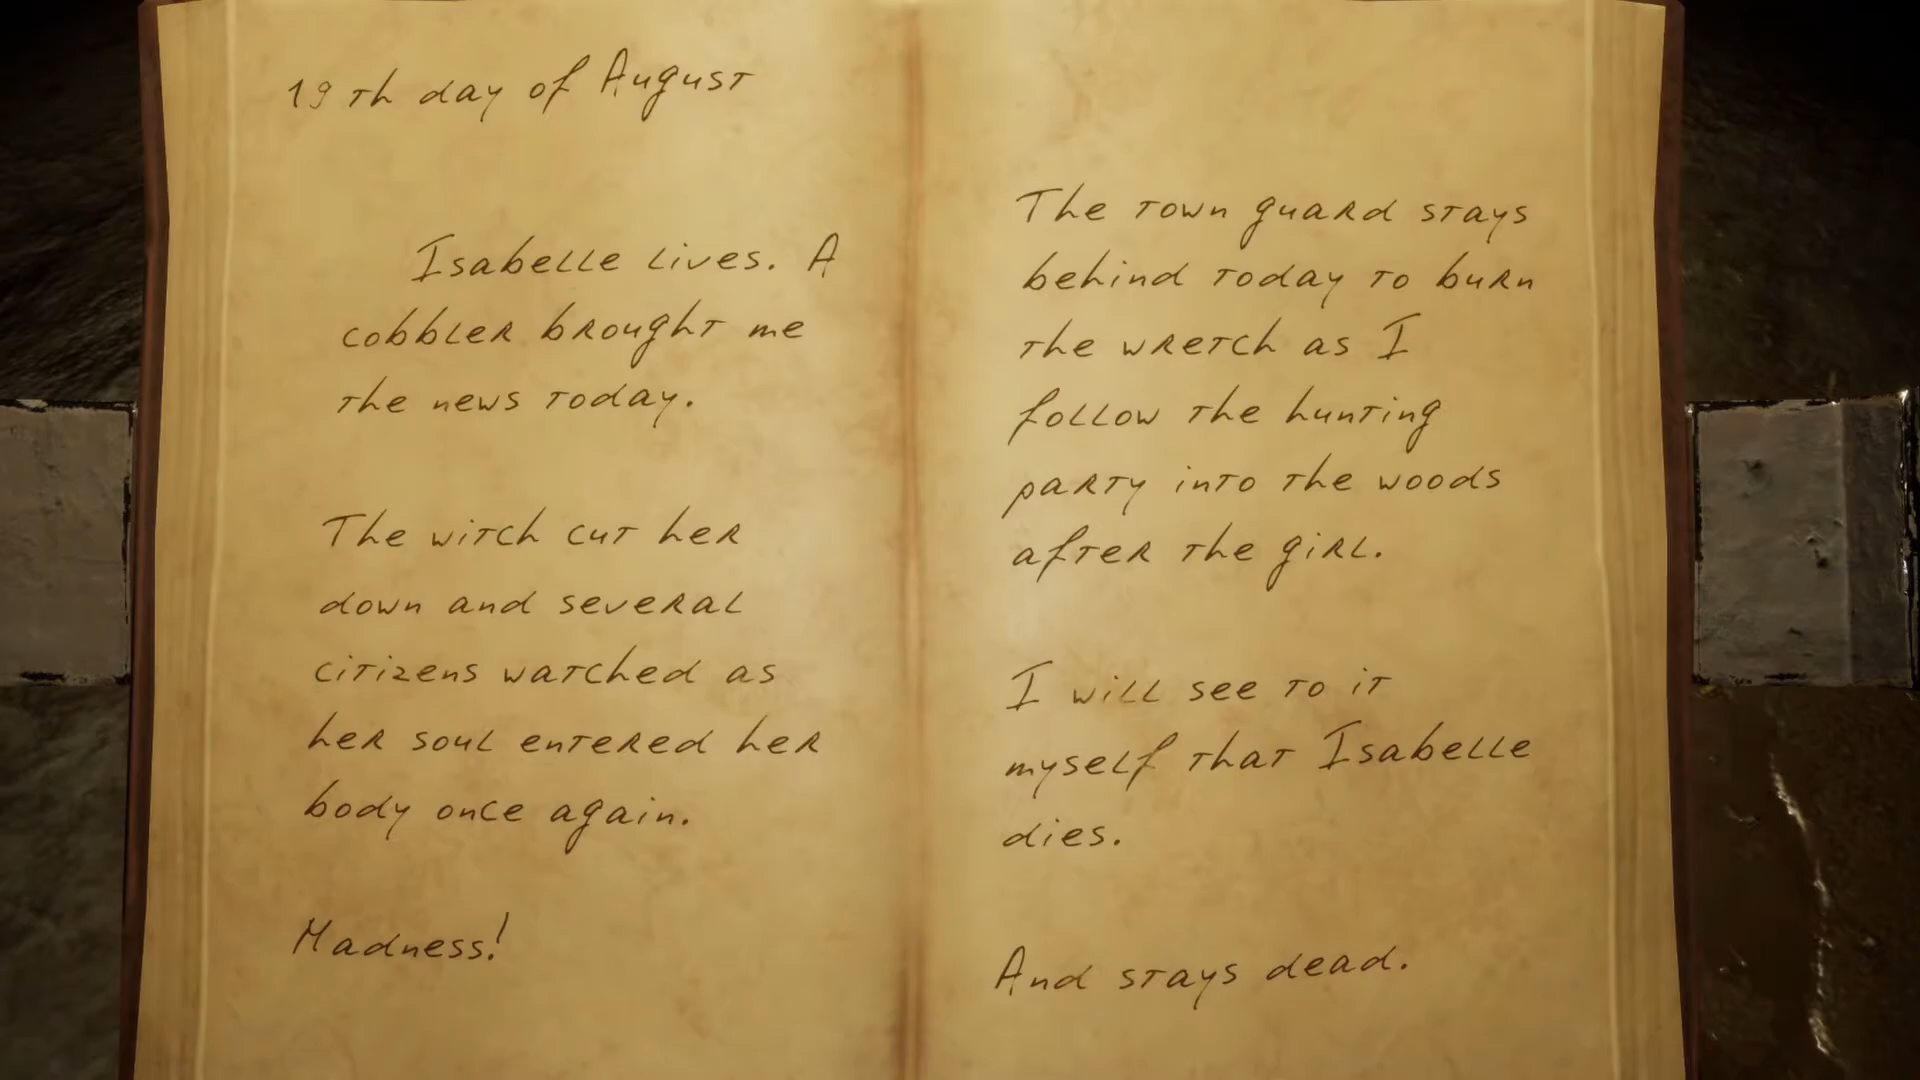 19th day of August
Isabelle lives. A
cobbler brought me
the news today.
The witch cut her
down and several
citizens watched as
her soul entered her
body once again.
Madness!
The town guard stays
behind today to burn
the wretch as I
follow the hunting
party into the woods
after the girl.
I will see to it
myself that Isabelle
dies.
And stays dead.